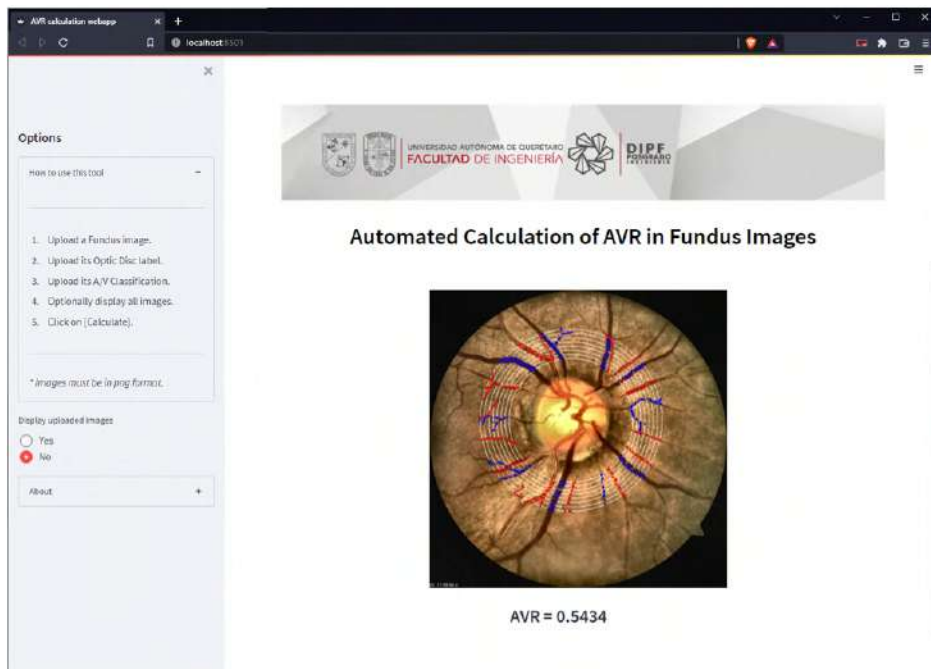 AVR calculation webapp
localhost:8501
Options
How to use this tool
1. Upload a Fundus image.
2. Upload its Optic Disc label.
3. Upload its A/V Classification.
4. Optionally display all images.
5. Click on [Calculate].
* Images must be in png format.
Display uploaded images
Yes
No
About
UNIVERSIDAD AUTÓNOMA DE QUERÉTARO
FACULTAD DE INGENIERÍA
DIPF
POSGRADO
INGENIERÍA
Automated Calculation of AVR in Fundus Images
AVR = 0.5434